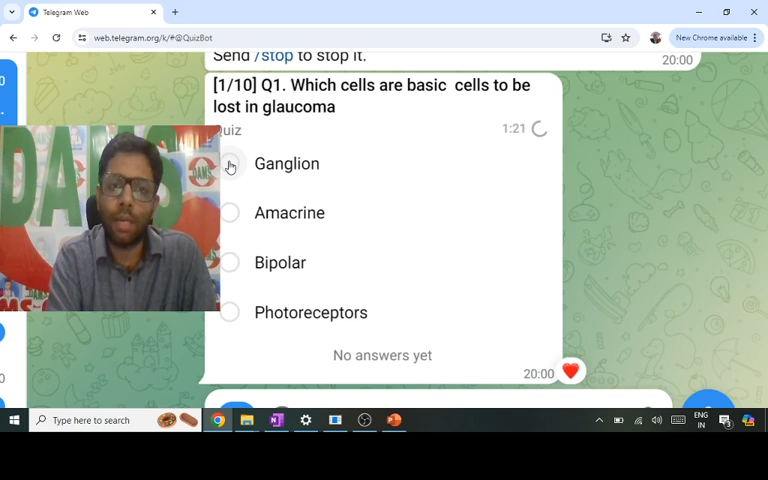 Telegram Web
web.telegram.org/k/#@QuizBot
New Chrome available
Send /stop to stop it.
20:00
[1/10] Q1. Which cells are basic cells to be
lost in glaucoma
Quiz
1:21
Ganglion
Amacrine
Bipolar
Photoreceptors
No answers yet
20:00
DAMS
DAMS
Type here to search
ENG
IN